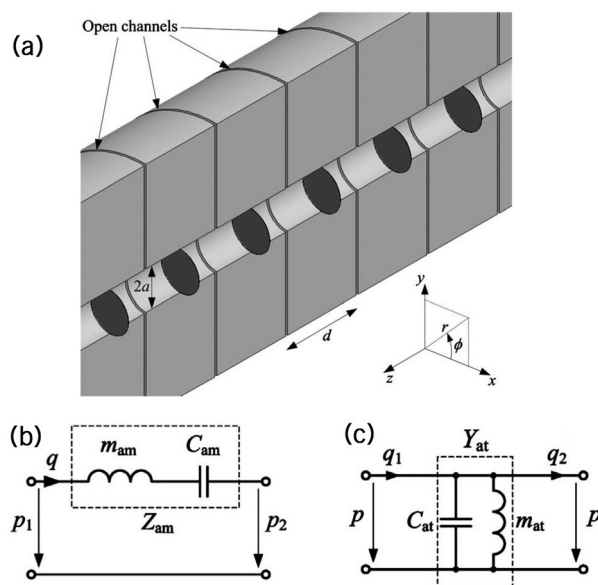 (a)
Open channels
2a
d
y
r
ϕ
z
x
(b)
q
m_am
C_am
p_1
Z_am
p_2
(c)
Y_at
q_1
q_2
p
C_at
m_at
p